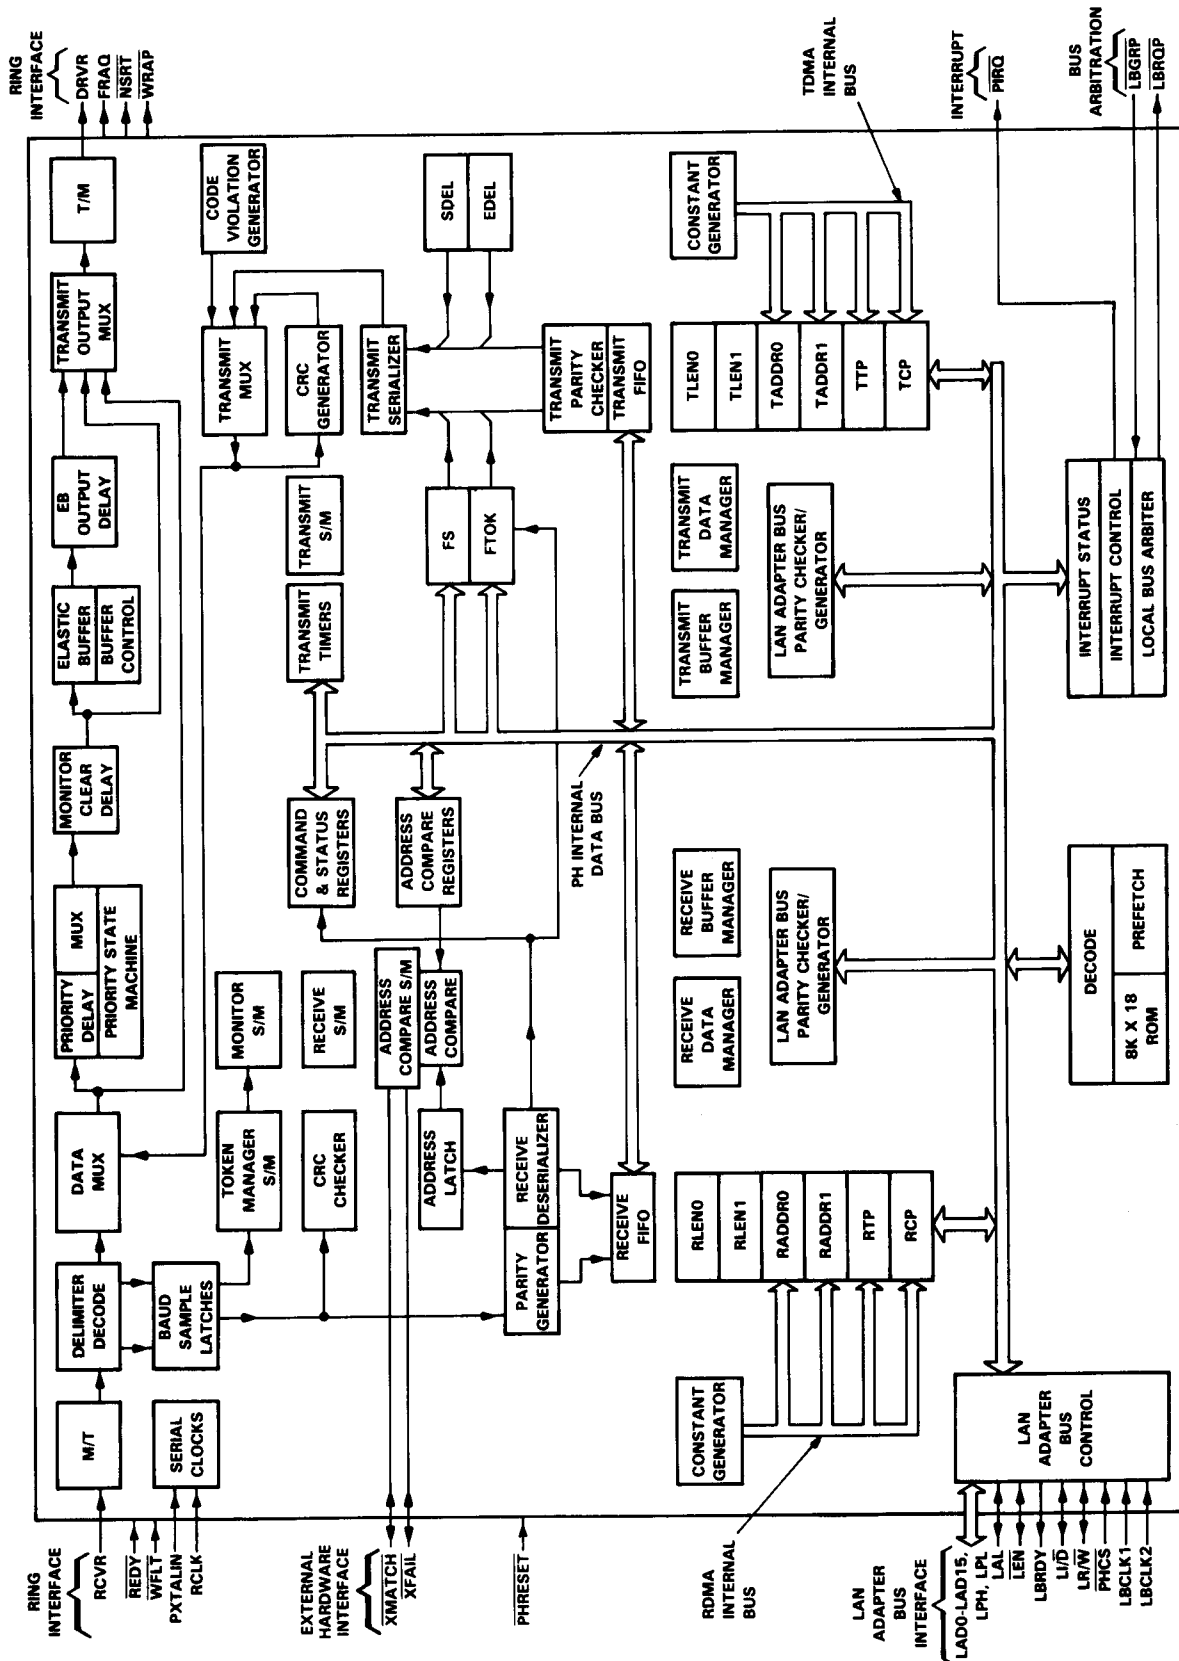 RING
INTERFACE
RCVR
REDY
WFLT
PXTALIN
RCLK
EXTERNAL
HARDWARE
INTERFACE
XMATCH
XFAIL
PHRESET
RDMA
INTERNAL
BUS
LAN
ADAPTER
BUS
INTERFACE
LAD0-LAD15,
LPH, LPL
LAL
LEN
LBRDY
LI/D
LR/W
PHCS
LBCLK1
LBCLK2
M/T
SERIAL
CLOCKS
DELIMITER
DECODE
BAUD
SAMPLE
LATCHES
DATA
MUX
TOKEN
MANAGER
S/M
CRC
CHECKER
PRIORITY
DELAY
MUX
PRIORITY STATE
MACHINE
MONITOR
S/M
RECEIVE
S/M
MONITOR
CLEAR
DELAY
ELASTIC
BUFFER
BUFFER
CONTROL
EB
OUTPUT
DELAY
TRANSMIT
OUTPUT
MUX
T/M
RING
INTERFACE
DRVR
FRAQ
NSRT
WRAP
CODE
VIOLATION
GENERATOR
TRANSMIT
MUX
CRC
GENERATOR
TRANSMIT
SERIALIZER
TRANSMIT
S/M
TRANSMIT
TIMERS
COMMAND
& STATUS
REGISTERS
ADDRESS
COMPARE
REGISTERS
ADDRESS
COMPARE S/M
ADDRESS
COMPARE
ADDRESS
LATCH
PARITY
GENERATOR
RECEIVE
DESERIALIZER
RECEIVE
FIFO
FS
FTOK
SDEL
EDEL
TRANSMIT
PARITY
CHECKER
TRANSMIT
FIFO
PH INTERNAL
DATA BUS
CONSTANT
GENERATOR
RLEN0
RLEN1
RADDR0
RADDR1
RTP
RCP
RECEIVE
DATA
MANAGER
RECEIVE
BUFFER
MANAGER
LAN ADAPTER BUS
PARITY CHECKER/
GENERATOR
TRANSMIT
BUFFER
MANAGER
TRANSMIT
DATA
MANAGER
LAN ADAPTER BUS
PARITY CHECKER/
GENERATOR
TLEN0
TLEN1
TADDR0
TADDR1
TTP
TCP
CONSTANT
GENERATOR
TDMA
INTERNAL
BUS
LAN
ADAPTER
BUS
CONTROL
DECODE
8K X 18
ROM
PREFETCH
INTERRUPT STATUS
INTERRUPT CONTROL
LOCAL BUS ARBITER
INTERRUPT
PIRQ
BUS
ARBITRATION
LBGRP
LBRQP